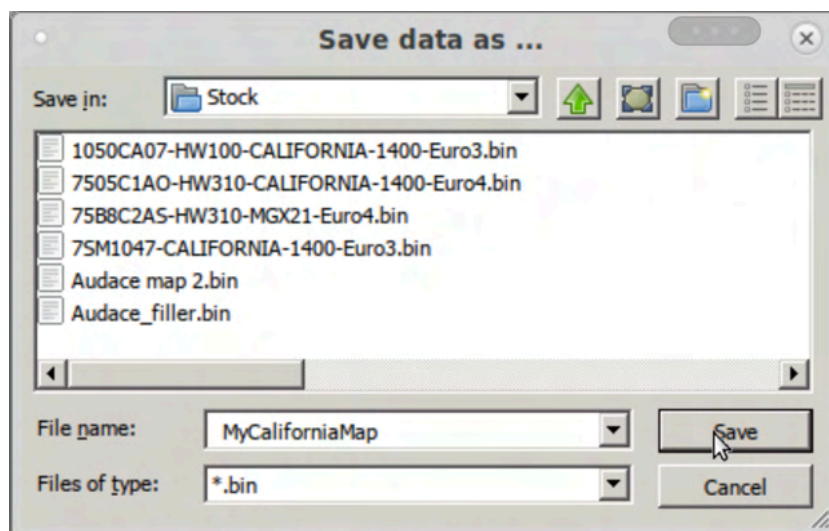 Save data as ...
Save in: Stock
1050CA07-HW100-CALIFORNIA-1400-Euro3.bin
7505C1AO-HW310-CALIFORNIA-1400-Euro4.bin
75B8C2AS-HW310-MGX21-Euro4.bin
7SM1047-CALIFORNIA-1400-Euro3.bin
Audace map 2.bin
Audace_filler.bin
File name: MyCaliforniaMap Save
Files of type: *.bin Cancel